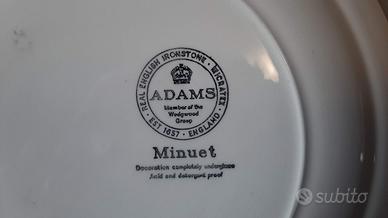 REAL ENGLISH IRONSTONE · MICRATEX ·
ADAMS
Member of the
Wedgwood
Group
EST 1657 · ENGLAND
Minuet
Decoration completely underglaze
Acid and detergent proof
subito